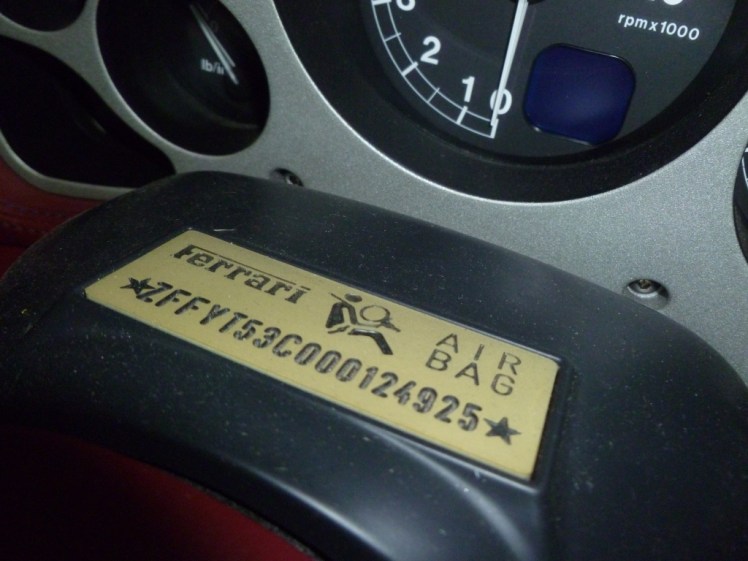 rpm x 1000
2
1
0
lb/in
Ferrari
AIR
BAG
★ZFFYT53C000124925★